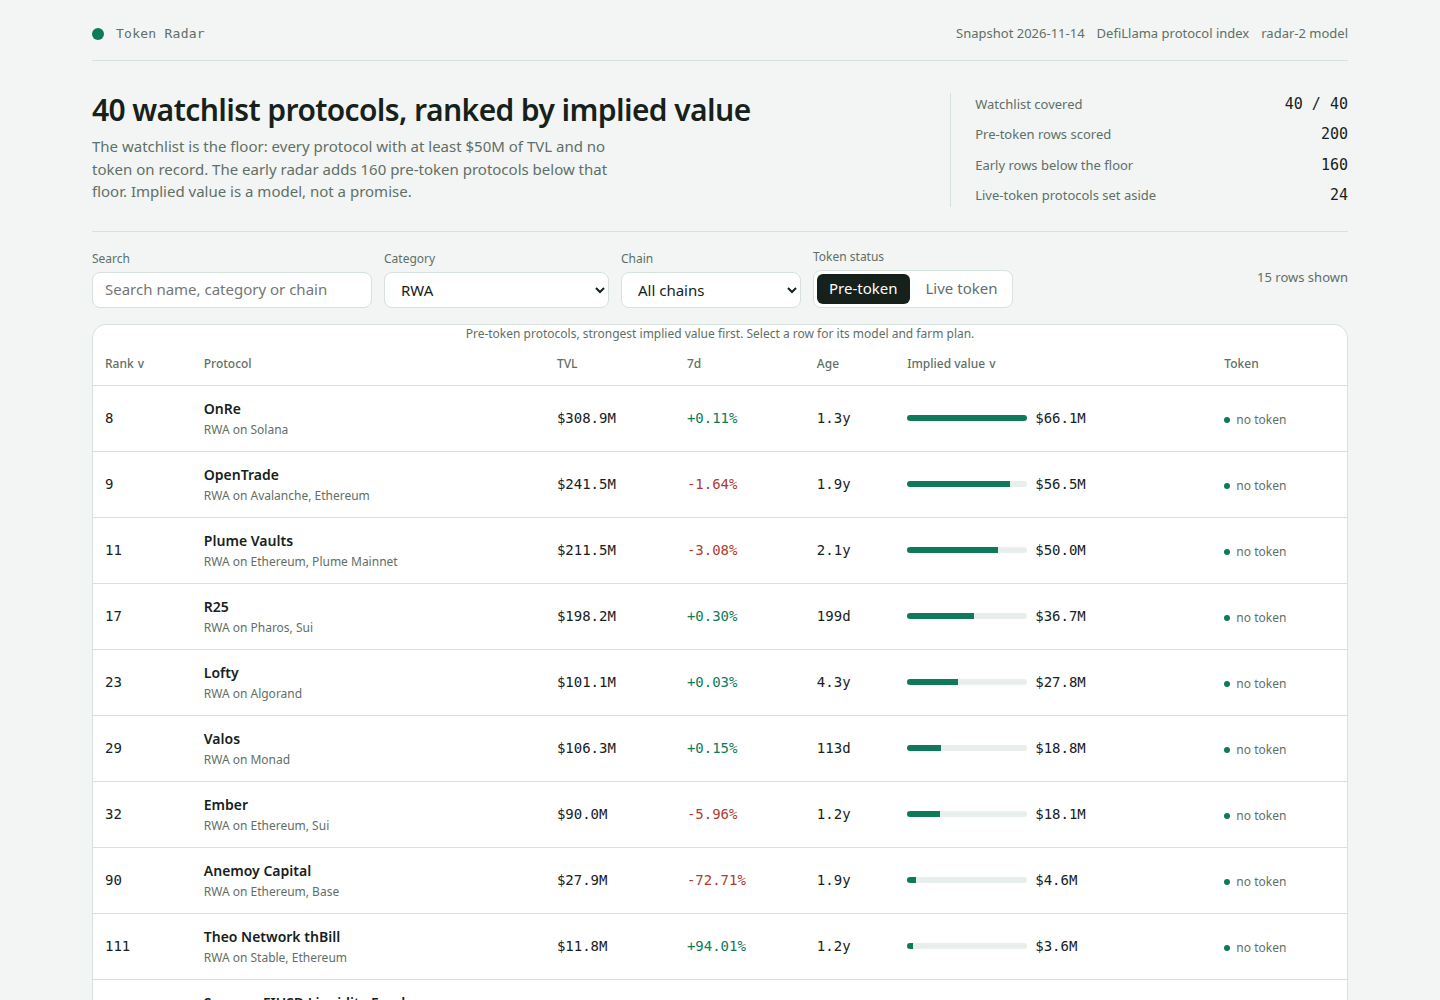 Token Radar
Snapshot 2026-11-14 DefiLlama protocol index radar-2 model
40 watchlist protocols, ranked by implied value
The watchlist is the floor: every protocol with at least $50M of TVL and no
token on record. The early radar adds 160 pre-token protocols below that
floor. Implied value is a model, not a promise.
Watchlist covered 40 / 40
Pre-token rows scored 200
Early rows below the floor 160
Live-token protocols set aside 24
Search Category Chain Token status
Search name, category or chain RWA All chains Pre-token Live token
15 rows shown
Pre-token protocols, strongest implied value first. Select a row for its model and farm plan.
Rank v Protocol TVL 7d Age Implied value v Token
8 OnRe $308.9M +0.11% 1.3y $66.1M no token
RWA on Solana
9 OpenTrade $241.5M -1.64% 1.9y $56.5M no token
RWA on Avalanche, Ethereum
11 Plume Vaults $211.5M -3.08% 2.1y $50.0M no token
RWA on Ethereum, Plume Mainnet
17 R25 $198.2M +0.30% 199d $36.7M no token
RWA on Pharos, Sui
23 Lofty $101.1M +0.03% 4.3y $27.8M no token
RWA on Algorand
29 Valos $106.3M +0.15% 113d $18.8M no token
RWA on Monad
32 Ember $90.0M -5.96% 1.2y $18.1M no token
RWA on Ethereum, Sui
90 Anemoy Capital $27.9M -72.71% 1.9y $4.6M no token
RWA on Ethereum, Base
111 Theo Network thBill $11.8M +94.01% 1.2y $3.6M no token
RWA on Stable, Ethereum